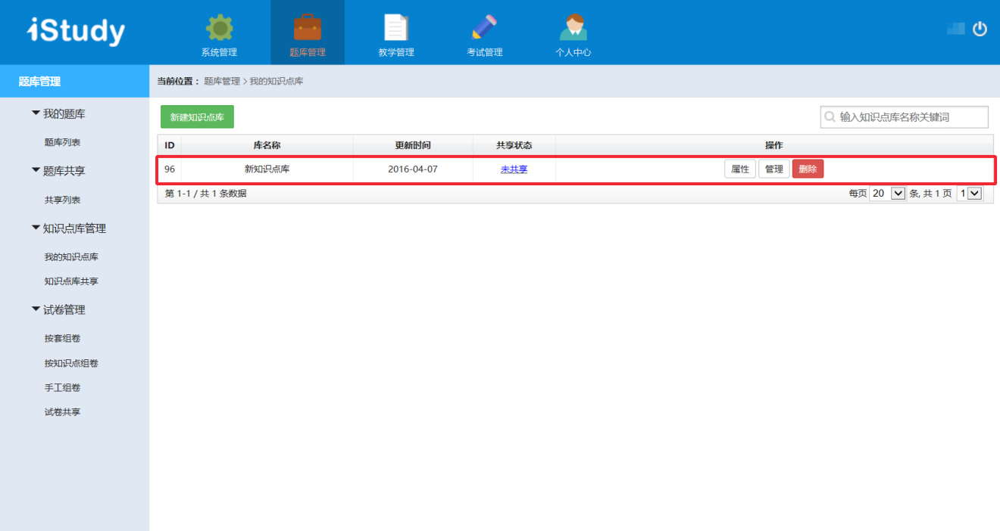 iStudy
系统管理 题库管理 教学管理 考试管理 个人中心
题库管理
当前位置： 题库管理 > 我的知识点库
我的题库
题库列表
题库共享
共享列表
知识点库管理
我的知识点库
知识点库共享
试卷管理
按套组卷
按知识点组卷
手工组卷
试卷共享
新建知识点库 输入知识点库名称关键词
ID 库名称 更新时间 共享状态 操作
96 新知识点库 2016-04-07 未共享 属性 管理 删除
第 1-1 / 共 1 条数据 每页 20 条, 共 1 页 1